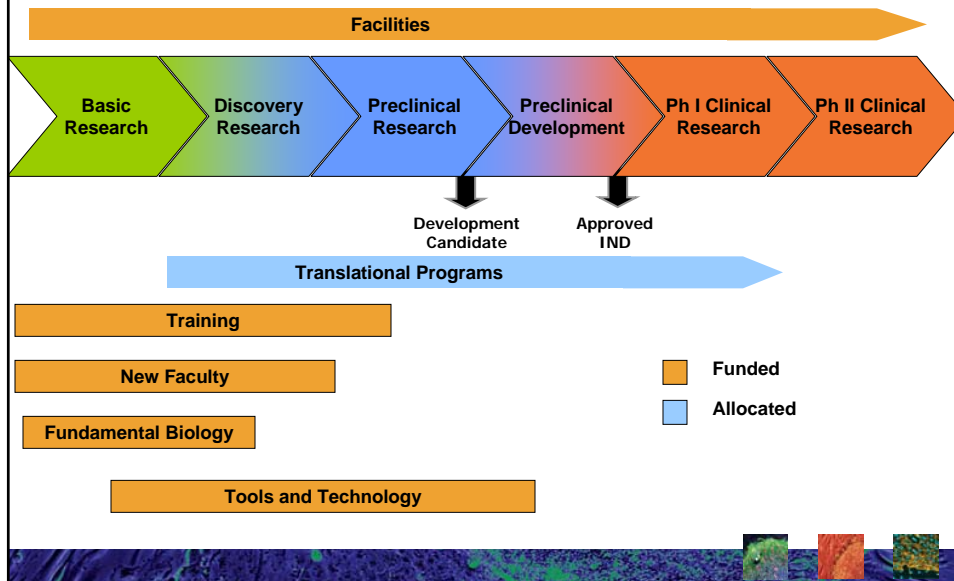 Facilities
Basic
Research
Discovery
Research
Preclinical
Research
Preclinical
Development
Ph I Clinical
Research
Ph II Clinical
Research
Development
Candidate
Approved
IND
Translational Programs
Training
New Faculty
Fundamental Biology
Tools and Technology
Funded
Allocated